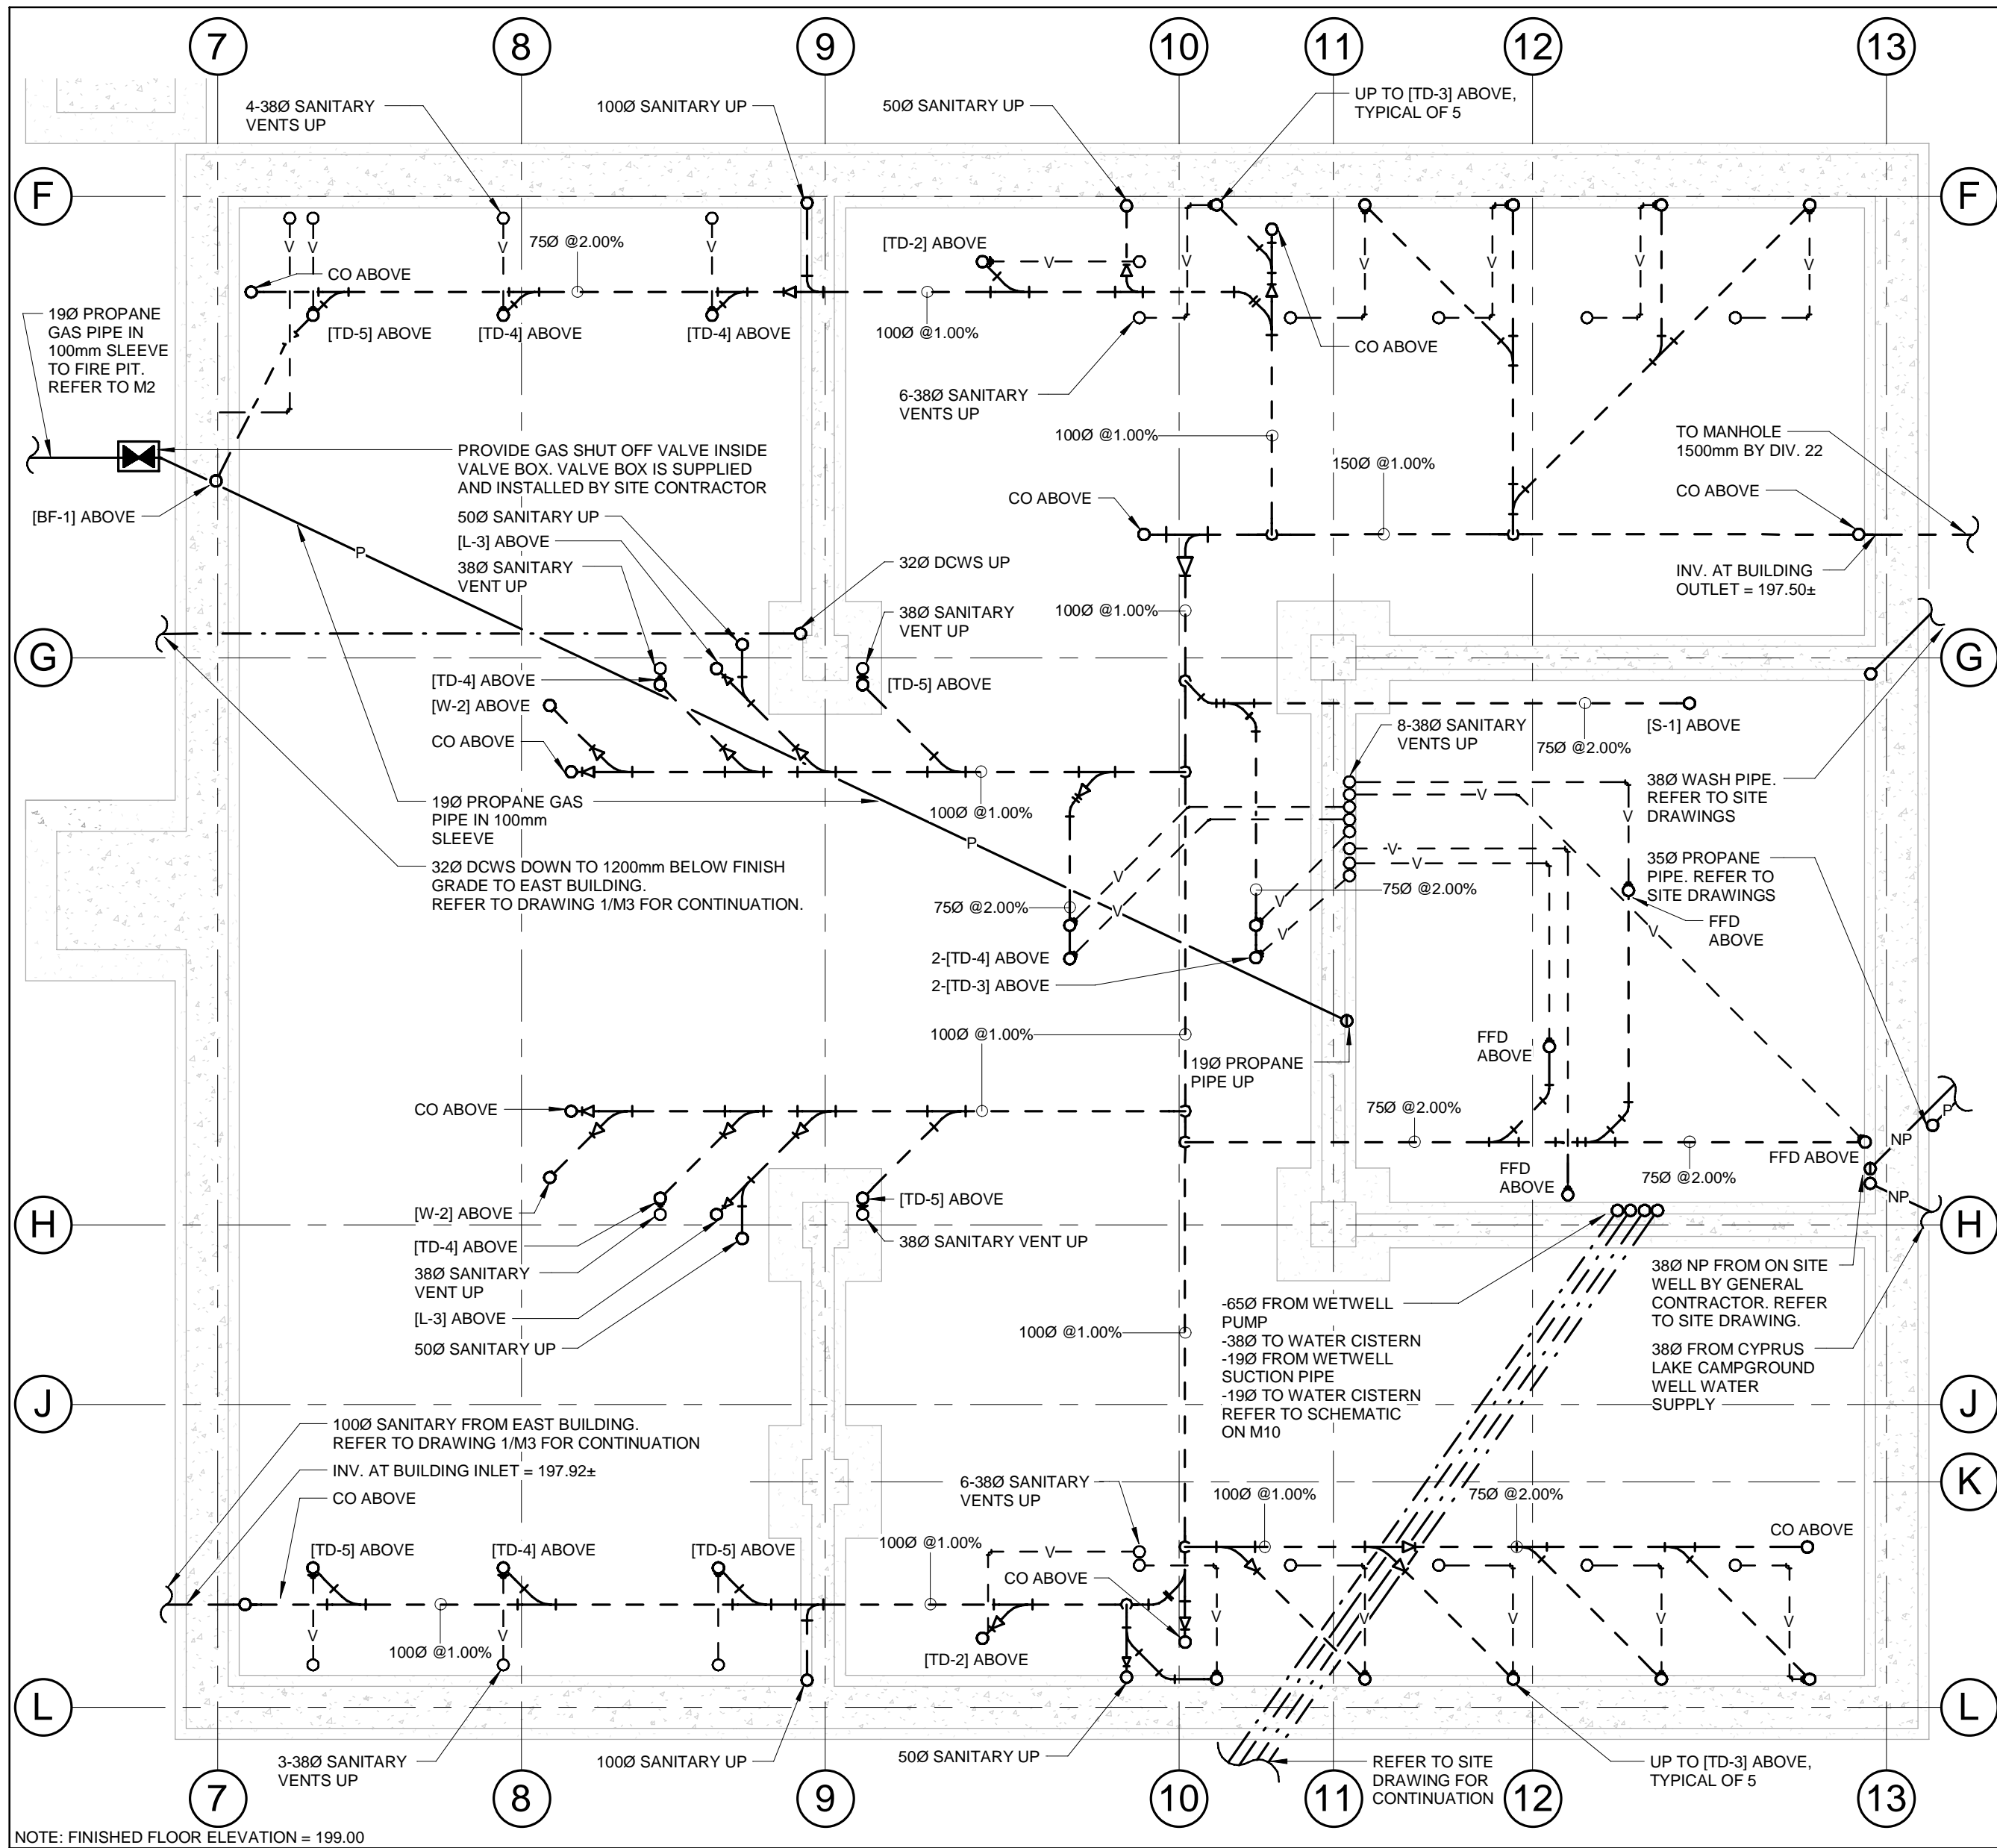 7
8
9
10
11
12
13
4-38Ø SANITARY
VENTS UP
100Ø SANITARY UP
50Ø SANITARY UP
UP TO [TD-3] ABOVE,
TYPICAL OF 5
F
F
V
V
V
V
75Ø @2.00%
[TD-2] ABOVE
V
V
V
V
V
V
CO ABOVE
19Ø PROPANE
GAS PIPE IN
100mm SLEEVE
TO FIRE PIT.
REFER TO M2
[TD-5] ABOVE
[TD-4] ABOVE
[TD-4] ABOVE
100Ø @1.00%
CO ABOVE
6-38Ø SANITARY
VENTS UP
100Ø @1.00%
TO MANHOLE
1500mm BY DIV. 22
PROVIDE GAS SHUT OFF VALVE INSIDE
VALVE BOX. VALVE BOX IS SUPPLIED
AND INSTALLED BY SITE CONTRACTOR
150Ø @1.00%
CO ABOVE
CO ABOVE
[BF-1] ABOVE
P
50Ø SANITARY UP
[L-3] ABOVE
38Ø SANITARY
VENT UP
32Ø DCWS UP
INV. AT BUILDING
OUTLET = 197.50±
38Ø SANITARY
VENT UP
100Ø @1.00%
G
G
[TD-4] ABOVE
[TD-5] ABOVE
[W-2] ABOVE
CO ABOVE
8-38Ø SANITARY
VENTS UP
75Ø @2.00%
[S-1] ABOVE
38Ø WASH PIPE.
REFER TO SITE
DRAWINGS
19Ø PROPANE GAS
PIPE IN 100mm
SLEEVE
100Ø @1.00%
P
V
V
V
V
32Ø DCWS DOWN TO 1200mm BELOW FINISH
GRADE TO EAST BUILDING.
REFER TO DRAWING 1/M3 FOR CONTINUATION.
35Ø PROPANE
PIPE. REFER TO
SITE DRAWINGS
V
V
V
V
75Ø @2.00%
75Ø @2.00%
FFD
ABOVE
V
2-[TD-4] ABOVE
2-[TD-3] ABOVE
100Ø @1.00%
19Ø PROPANE
PIPE UP
FFD
ABOVE
CO ABOVE
75Ø @2.00%
P
NP
FFD ABOVE
FFD
ABOVE
75Ø @2.00%
NP
[W-2] ABOVE
[TD-5] ABOVE
H
H
[TD-4] ABOVE
38Ø SANITARY VENT UP
38Ø SANITARY
VENT UP
[L-3] ABOVE
50Ø SANITARY UP
100Ø @1.00%
-65Ø FROM WETWELL
PUMP
-38Ø TO WATER CISTERN
-19Ø FROM WETWELL
SUCTION PIPE
-19Ø TO WATER CISTERN
REFER TO SCHEMATIC
ON M10
38Ø NP FROM ON SITE
WELL BY GENERAL
CONTRACTOR. REFER
TO SITE DRAWING.
38Ø FROM CYPRUS
LAKE CAMPGROUND
WELL WATER
SUPPLY
J
J
100Ø SANITARY FROM EAST BUILDING.
REFER TO DRAWING 1/M3 FOR CONTINUATION
INV. AT BUILDING INLET = 197.92±
CO ABOVE
6-38Ø SANITARY
VENTS UP
K
100Ø @1.00%
75Ø @2.00%
[TD-5] ABOVE
[TD-4] ABOVE
[TD-5] ABOVE
100Ø @1.00%
V
CO ABOVE
CO ABOVE
V
V
V
V
V
V
100Ø @1.00%
[TD-2] ABOVE
L
L
3-38Ø SANITARY
VENTS UP
100Ø SANITARY UP
50Ø SANITARY UP
REFER TO SITE
DRAWING FOR
CONTINUATION
UP TO [TD-3] ABOVE,
TYPICAL OF 5
7
8
9
10
11
12
13
NOTE: FINISHED FLOOR ELEVATION = 199.00